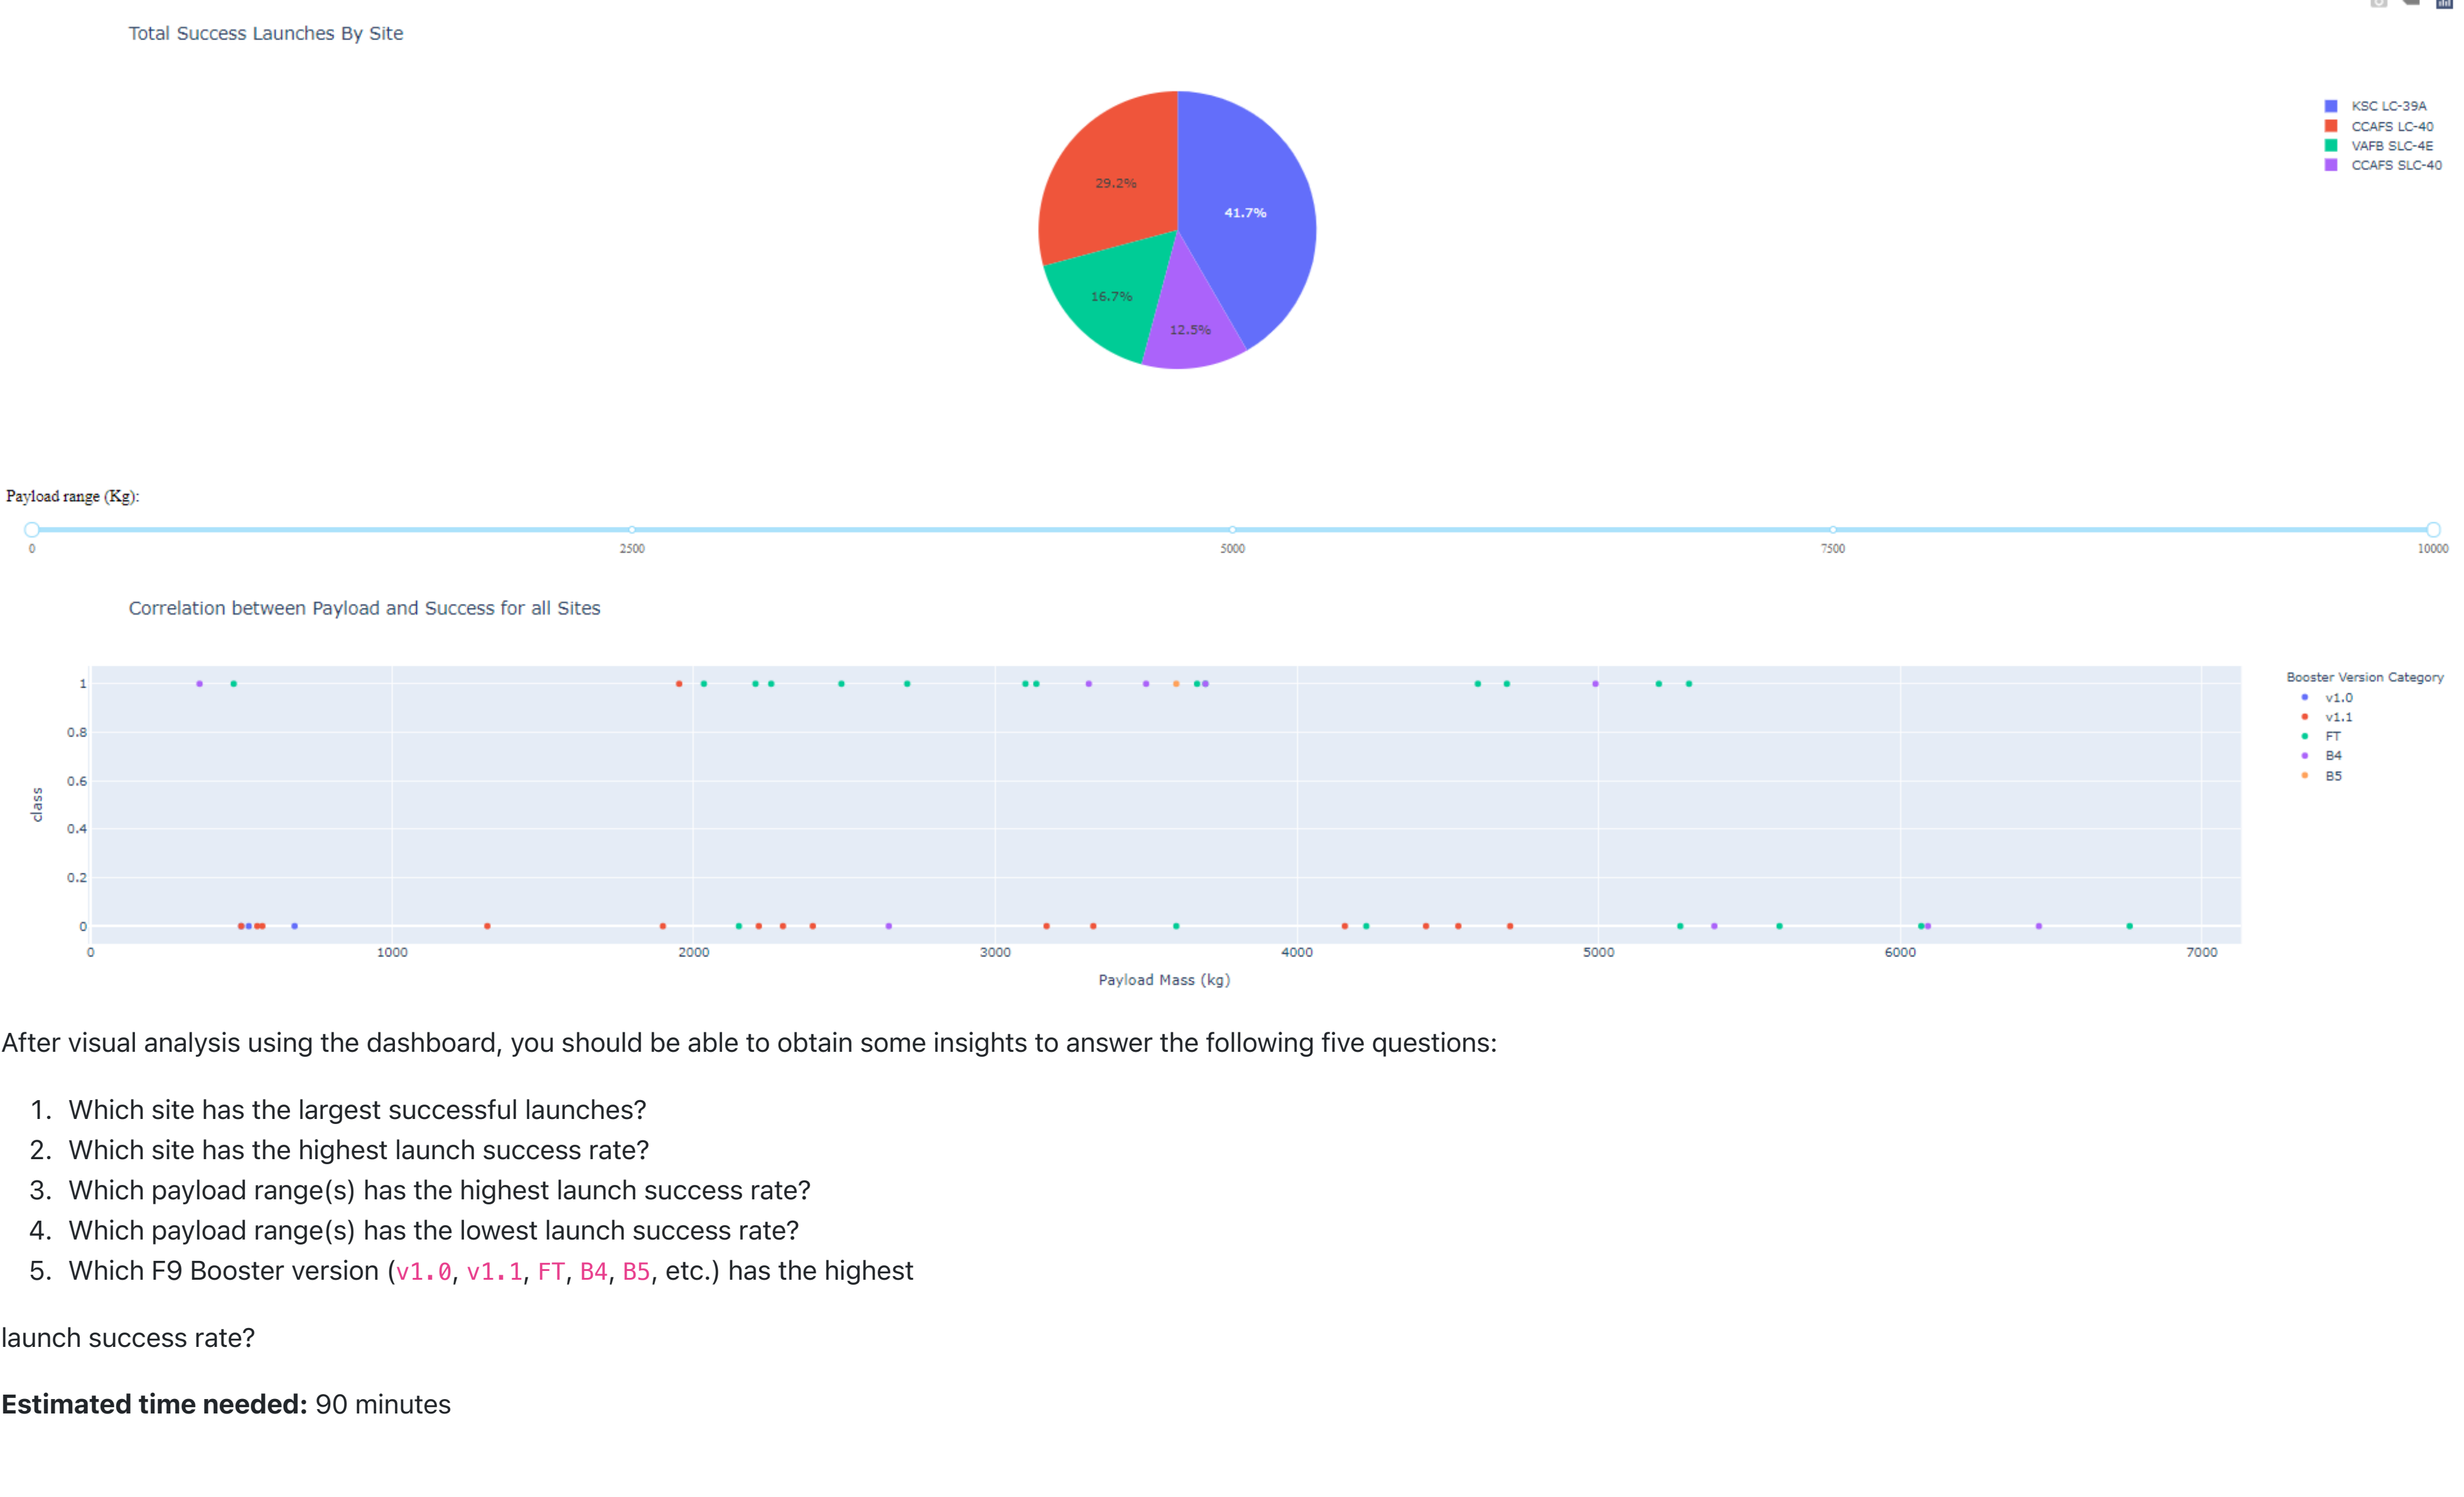 Total Success Launches By Site
KSC LC-39A
CCAFS LC-40
VAFB SLC-4E
CCAFS SLC-40
29.2%
41.7%
16.7%
12.5%
Payload range (Kg):
0
2500
5000
7500
10000
Correlation between Payload and Success for all Sites
Booster Version Category
v1.0
v1.1
FT
B4
B5
class
1
0.8
0.6
0.4
0.2
0
0
1000
2000
3000
4000
5000
6000
7000
Payload Mass (kg)
After visual analysis using the dashboard, you should be able to obtain some insights to answer the following five questions:
1. Which site has the largest successful launches?
2. Which site has the highest launch success rate?
3. Which payload range(s) has the highest launch success rate?
4. Which payload range(s) has the lowest launch success rate?
5. Which F9 Booster version (v1.0, v1.1, FT, B4, B5, etc.) has the highest
launch success rate?
Estimated time needed: 90 minutes